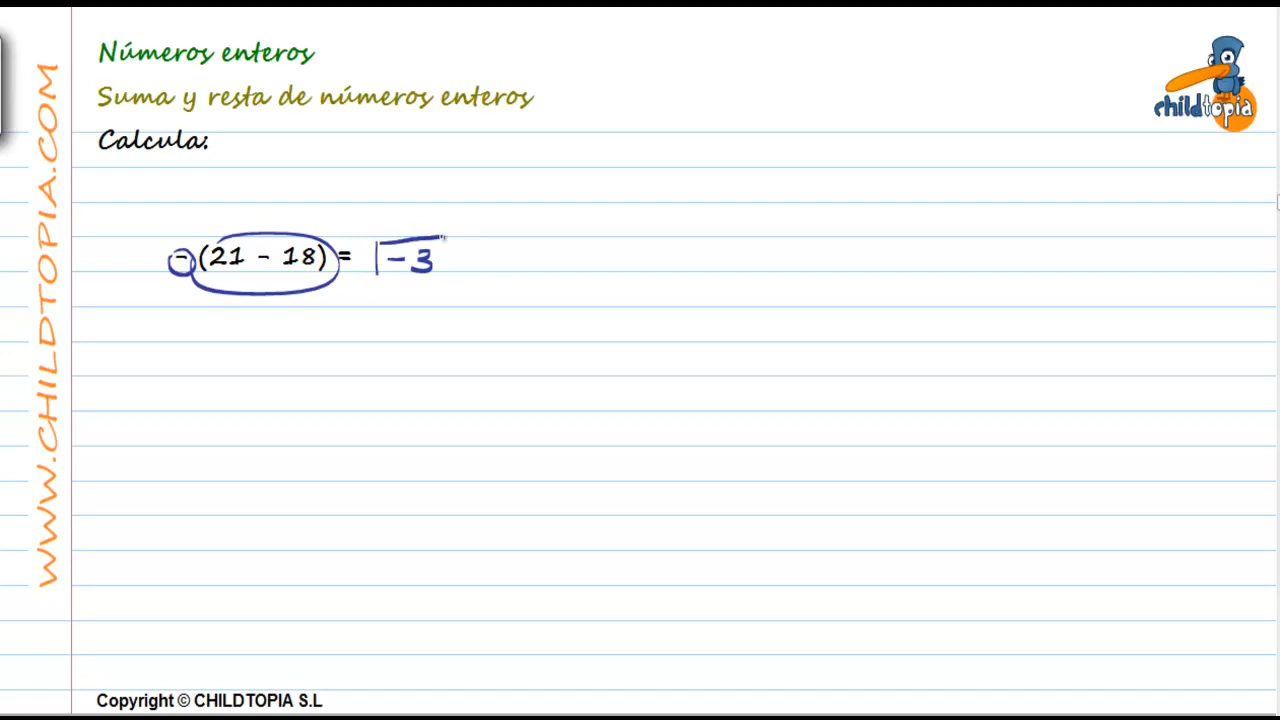 Números enteros
Suma y resta de números enteros
Calcula:
-(21 - 18) = -3
childtopia
WWW.CHILDTOPIA.COM
Copyright © CHILDTOPIA S.L